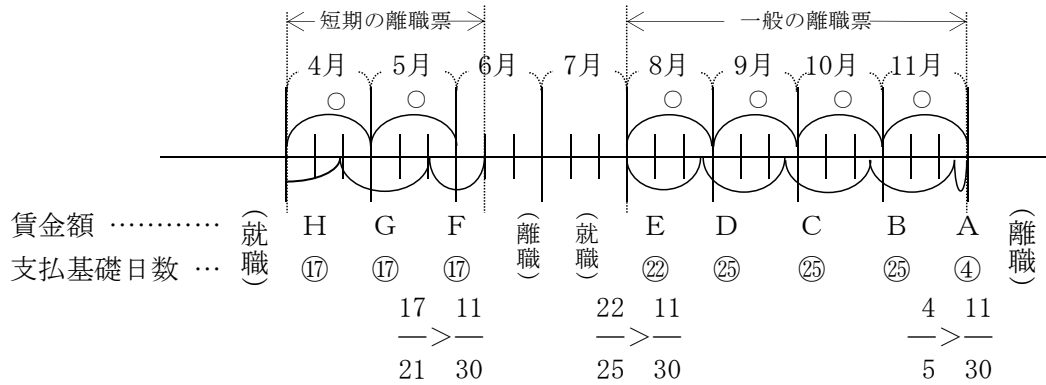 短期の離職票 一般の離職票
4月 5月 6月 7月 8月 9月 10月 11月
○ ○ ○ ○ ○ ○
賃金額 ………… (就職) H G F (離職) (就職) E D C B A (離職)
支払基礎日数 … ⑰ ⑰ ⑰ ㉒ ㉕ ㉕ ㉕ ④
17 11 22 11 4 11
― > ― ― > ― ― > ―
21 30 25 30 5 30